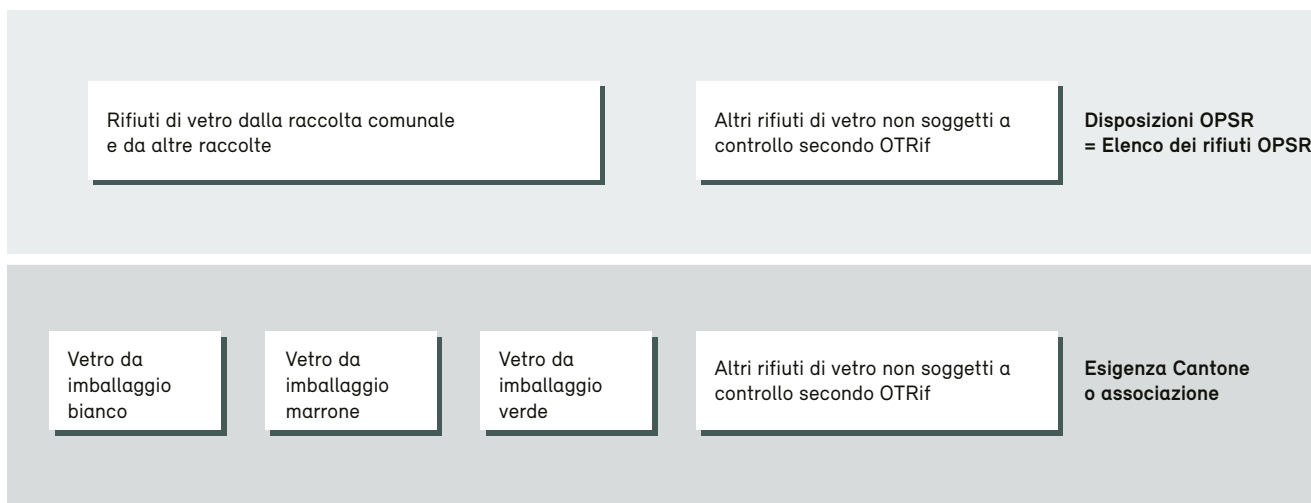 Rifiuti di vetro dalla raccolta comunale
e da altre raccolte
Altri rifiuti di vetro non soggetti a
controllo secondo OTRif
Disposizioni OPSR
= Elenco dei rifiuti OPSR
Vetro da
imballaggio
bianco
Vetro da
imballaggio
marrone
Vetro da
imballaggio
verde
Altri rifiuti di vetro non soggetti a
controllo secondo OTRif
Esigenza Cantone
o associazione